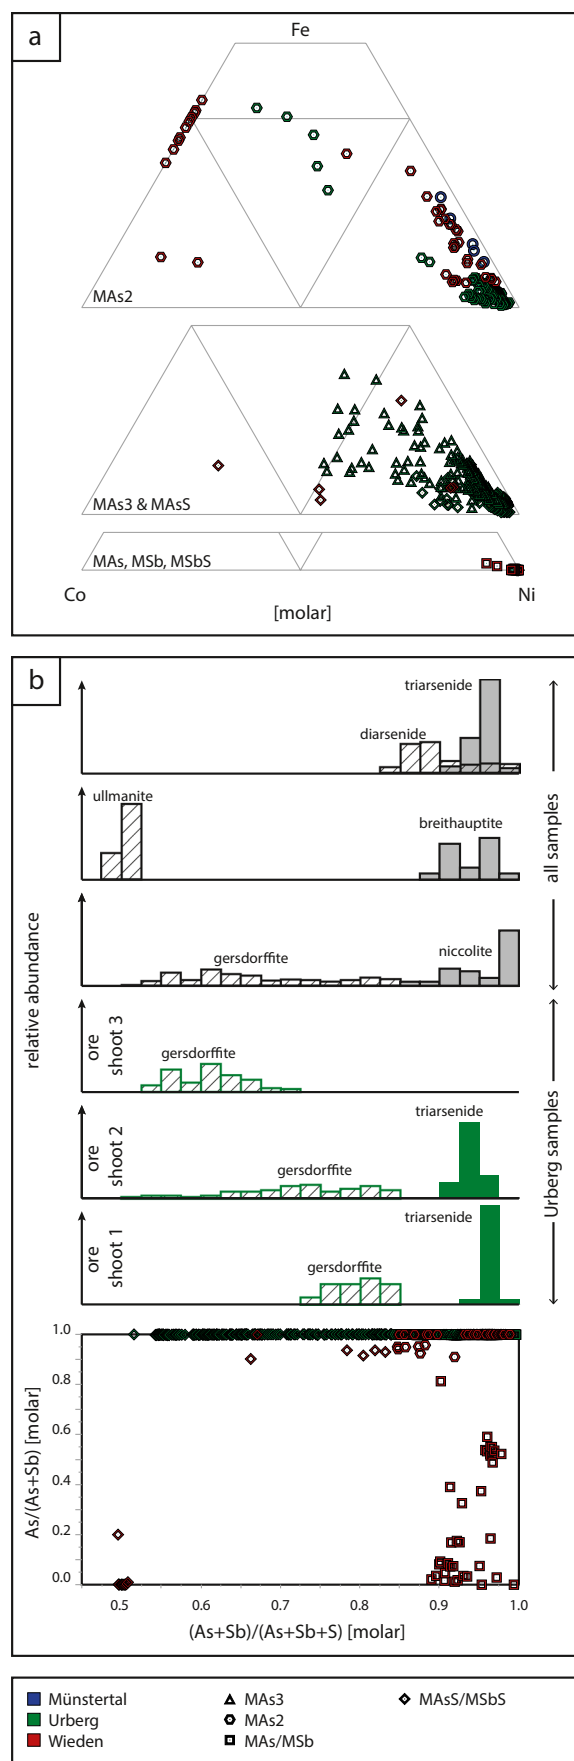 a
Fe
MAs2
MAs3 & MAsS
MAs, MSb, MSbS
Co
Ni
[molar]
b
triarsenide
diarsenide
ullmanite
breithauptite
all samples
gersdorffite
niccolite
relative abundance
ore shoot 3
gersdorffite
ore shoot 2
triarsenide
gersdorffite
Urberg samples
ore shoot 1
triarsenide
gersdorffite
As/(As+Sb) [molar]
1.0
0.8
0.6
0.4
0.2
0.0
0.5 0.6 0.7 0.8 0.9 1.0
(As+Sb)/(As+Sb+S) [molar]
Münstertal MAs3 MAsS/MSbS
Urberg MAs2
Wieden MAs/MSb